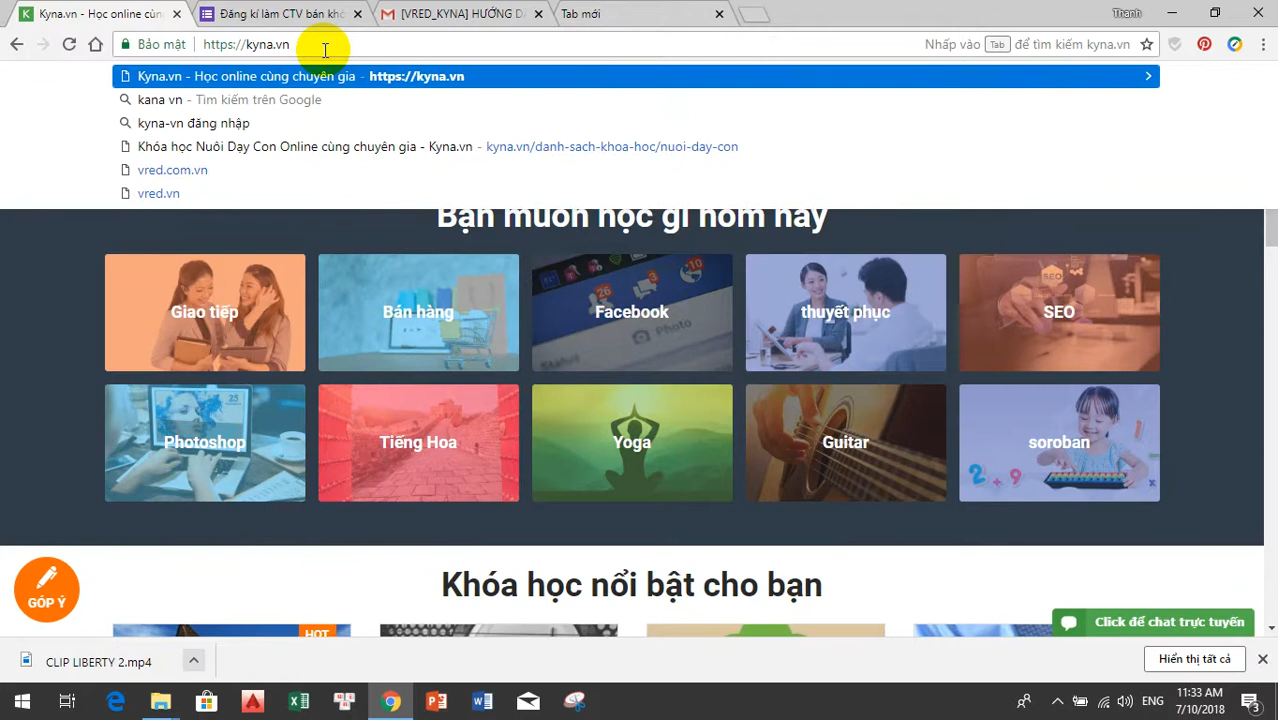 Kyna.vn - Học online cùn
Đăng kí làm CTV bán khó
[VRED_KYNA] HƯỚNG D
Tab mới
Thanh
Bảo mật
https://kyna.vn
Nhấp vào Tab để tìm kiếm kyna.vn
Kyna.vn - Học online cùng chuyên gia - https://kyna.vn
kana vn - Tìm kiếm trên Google
kyna-vn đăng nhập
Khóa học Nuôi Dạy Con Online cùng chuyên gia - Kyna.vn - kyna.vn/danh-sach-khoa-hoc/nuoi-day-con
vred.com.vn
vred.vn
Bạn muốn học gì hôm nay
Giao tiếp
Bán hàng
Facebook
thuyết phục
SEO
Photoshop
Tiếng Hoa
Yoga
Guitar
soroban
GÓP Ý
Khóa học nổi bật cho bạn
HOT
Click để chat trực tuyến
CLIP LIBERTY 2.mp4
Hiển thị tất cả
ENG
11:33 AM
7/10/2018
3